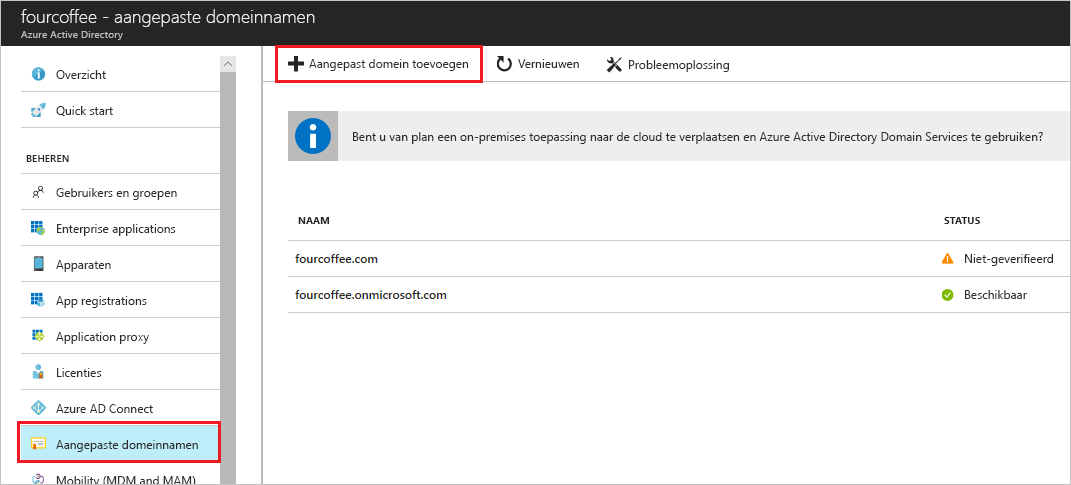 fourcoffee - aangepaste domeinnamen
Azure Active Directory
Overzicht
Quick start
BEHEREN
Gebruikers en groepen
Enterprise applications
Apparaten
App registrations
Application proxy
Licenties
Azure AD Connect
Aangepaste domeinnamen
Mobility (MDM and MAM)
Aangepast domein toevoegen
Vernieuwen
Probleemoplossing
Bent u van plan een on-premises toepassing naar de cloud te verplaatsen en Azure Active Directory Domain Services te gebruiken?
NAAM STATUS
fourcoffee.com Niet-geverifieerd
fourcoffee.onmicrosoft.com Beschikbaar